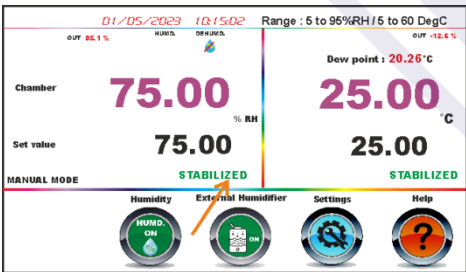 01/05/2023 10:15:02 Range : 5 to 95%RH / 5 to 60 DegC
OUT 85.1 % HUMD. DEHUMD. OUT -12.6 %
Dew point : 20.26°C
Chamber 75.00 % RH 25.00 °C
Set value 75.00 25.00
MANUAL MODE STABILIZED STABILIZED
Humidity External Humidifier Settings Help
HUMD. ON ON ?